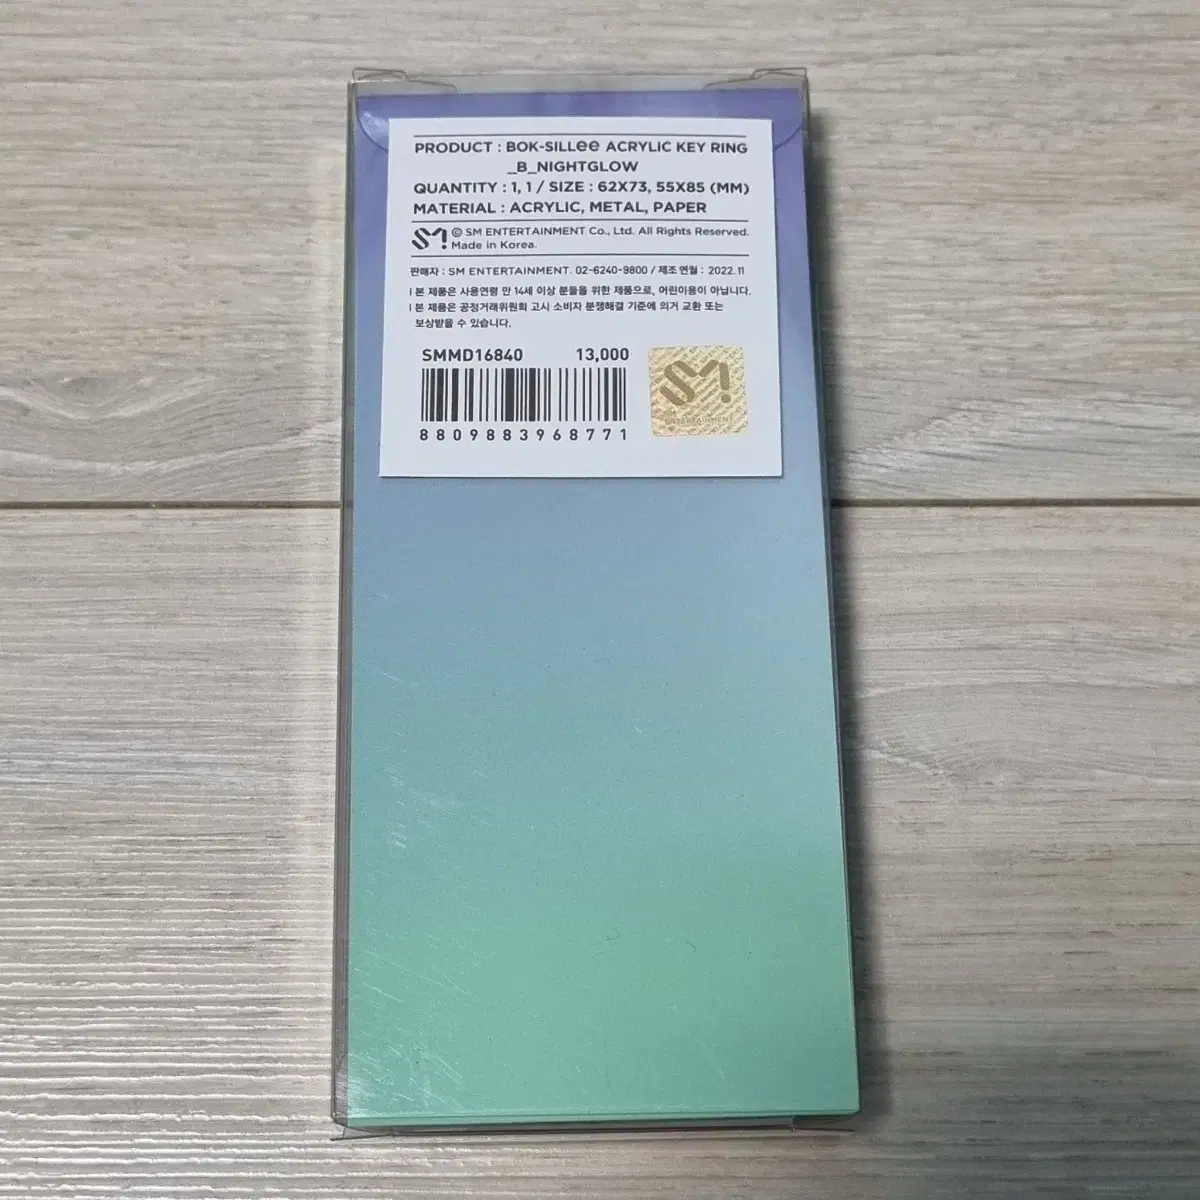 PRODUCT : BOK-SILLee ACRYLIC KEY RING
_B_NIGHTGLOW
QUANTITY : 1, 1 / SIZE : 62X73, 55X85 (MM)
MATERIAL : ACRYLIC, METAL, PAPER
SM! © SM ENTERTAINMENT Co., Ltd. All Rights Reserved.
Made in Korea.
판매자 : SM ENTERTAINMENT. 02-6240-9800 / 제조 연월 : 2022.11
| 본 제품은 사용연령 만 14세 이상 분들을 위한 제품으로, 어린이용이 아닙니다.
| 본 제품은 공정거래위원회 고시 소비자 분쟁해결 기준에 의거 교환 또는
보상받을 수 있습니다.
SMMD16840 13,000
8809883968771
SM!
ENTERTAINMENT